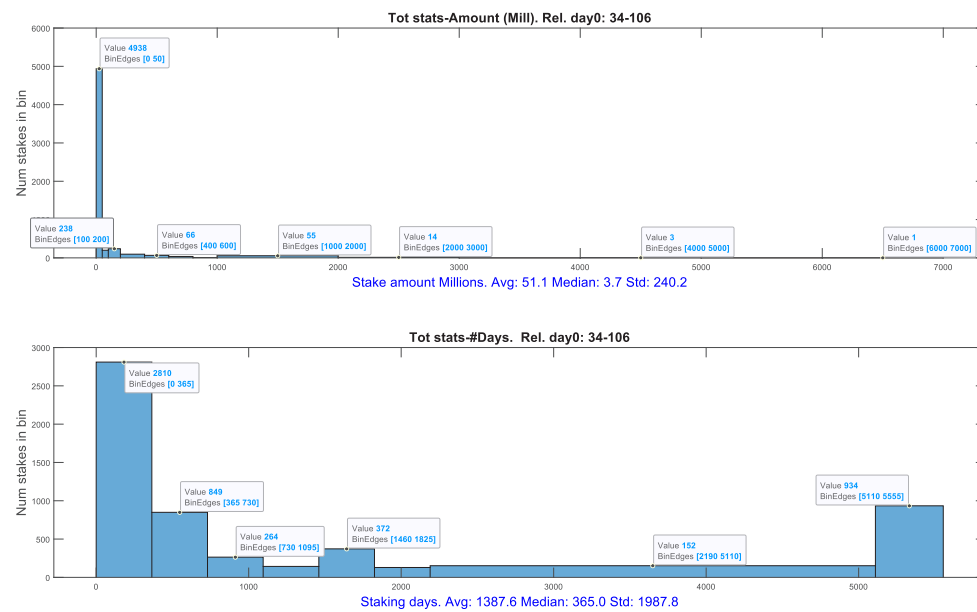 Tot stats-Amount (Mill). Rel. day0: 34-106
Num stakes in bin
6000
5000
4000
3000
2000
1000
0
Value 4938
BinEdges [0 50]
Value 238
BinEdges [100 200]
Value 66
BinEdges [400 600]
Value 55
BinEdges [1000 2000]
Value 14
BinEdges [2000 3000]
Value 3
BinEdges [4000 5000]
Value 1
BinEdges [6000 7000]
0 1000 2000 3000 4000 5000 6000 7000
Stake amount Millions. Avg: 51.1 Median: 3.7 Std: 240.2
Tot stats-#Days. Rel. day0: 34-106
Num stakes in bin
3000
2500
2000
1500
1000
500
0
Value 2810
BinEdges [0 365]
Value 849
BinEdges [365 730]
Value 264
BinEdges [730 1095]
Value 372
BinEdges [1460 1825]
Value 152
BinEdges [2190 5110]
Value 934
BinEdges [5110 5555]
0 1000 2000 3000 4000 5000
Staking days. Avg: 1387.6 Median: 365.0 Std: 1987.8